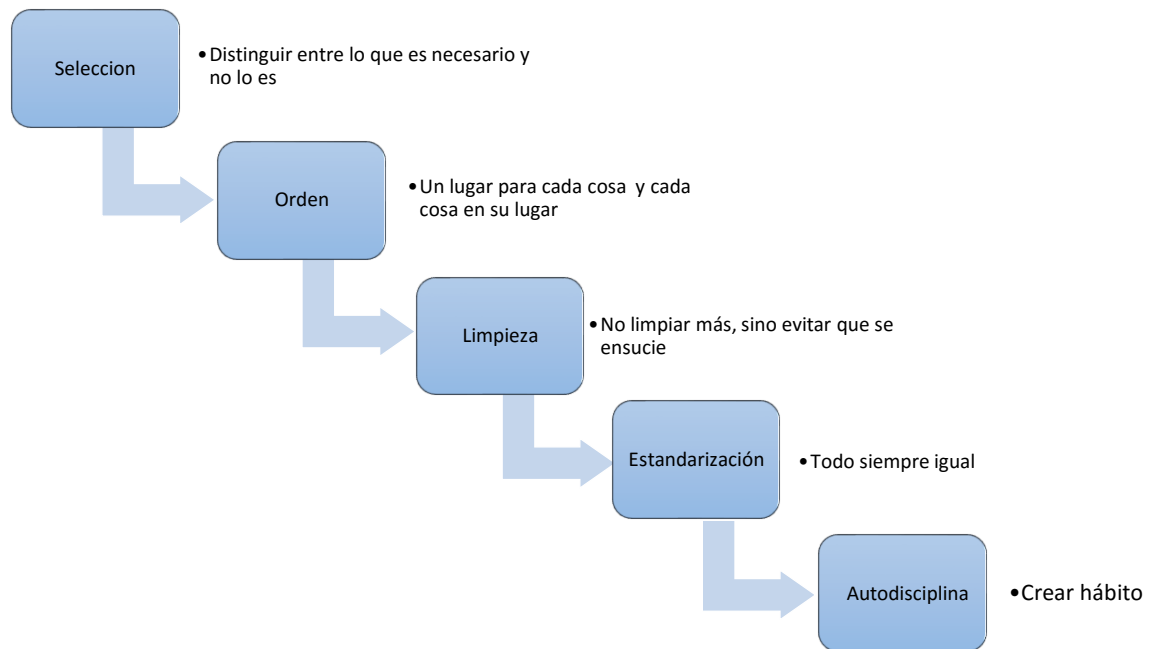 Seleccion
•Distinguir entre lo que es necesario y
no lo es
Orden
•Un lugar para cada cosa y cada
cosa en su lugar
Limpieza
•No limpiar más, sino evitar que se
ensucie
Estandarización
•Todo siempre igual
Autodisciplina
•Crear hábito